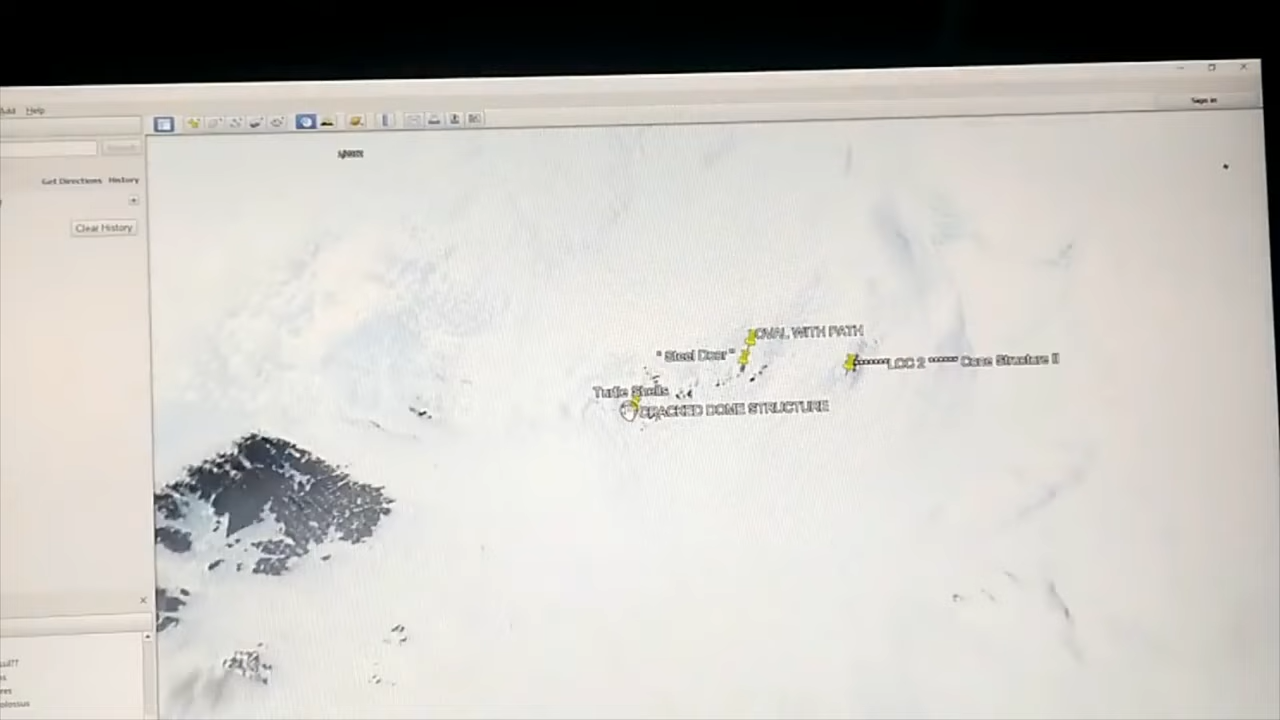 Help
Sign in
Get Directions History
Clear History
OVAL WITH PATH
" Steel Door "
******* LOC 2 ****** Cone Structure II
Turtle Shells
CRACKED DOME STRUCTURE